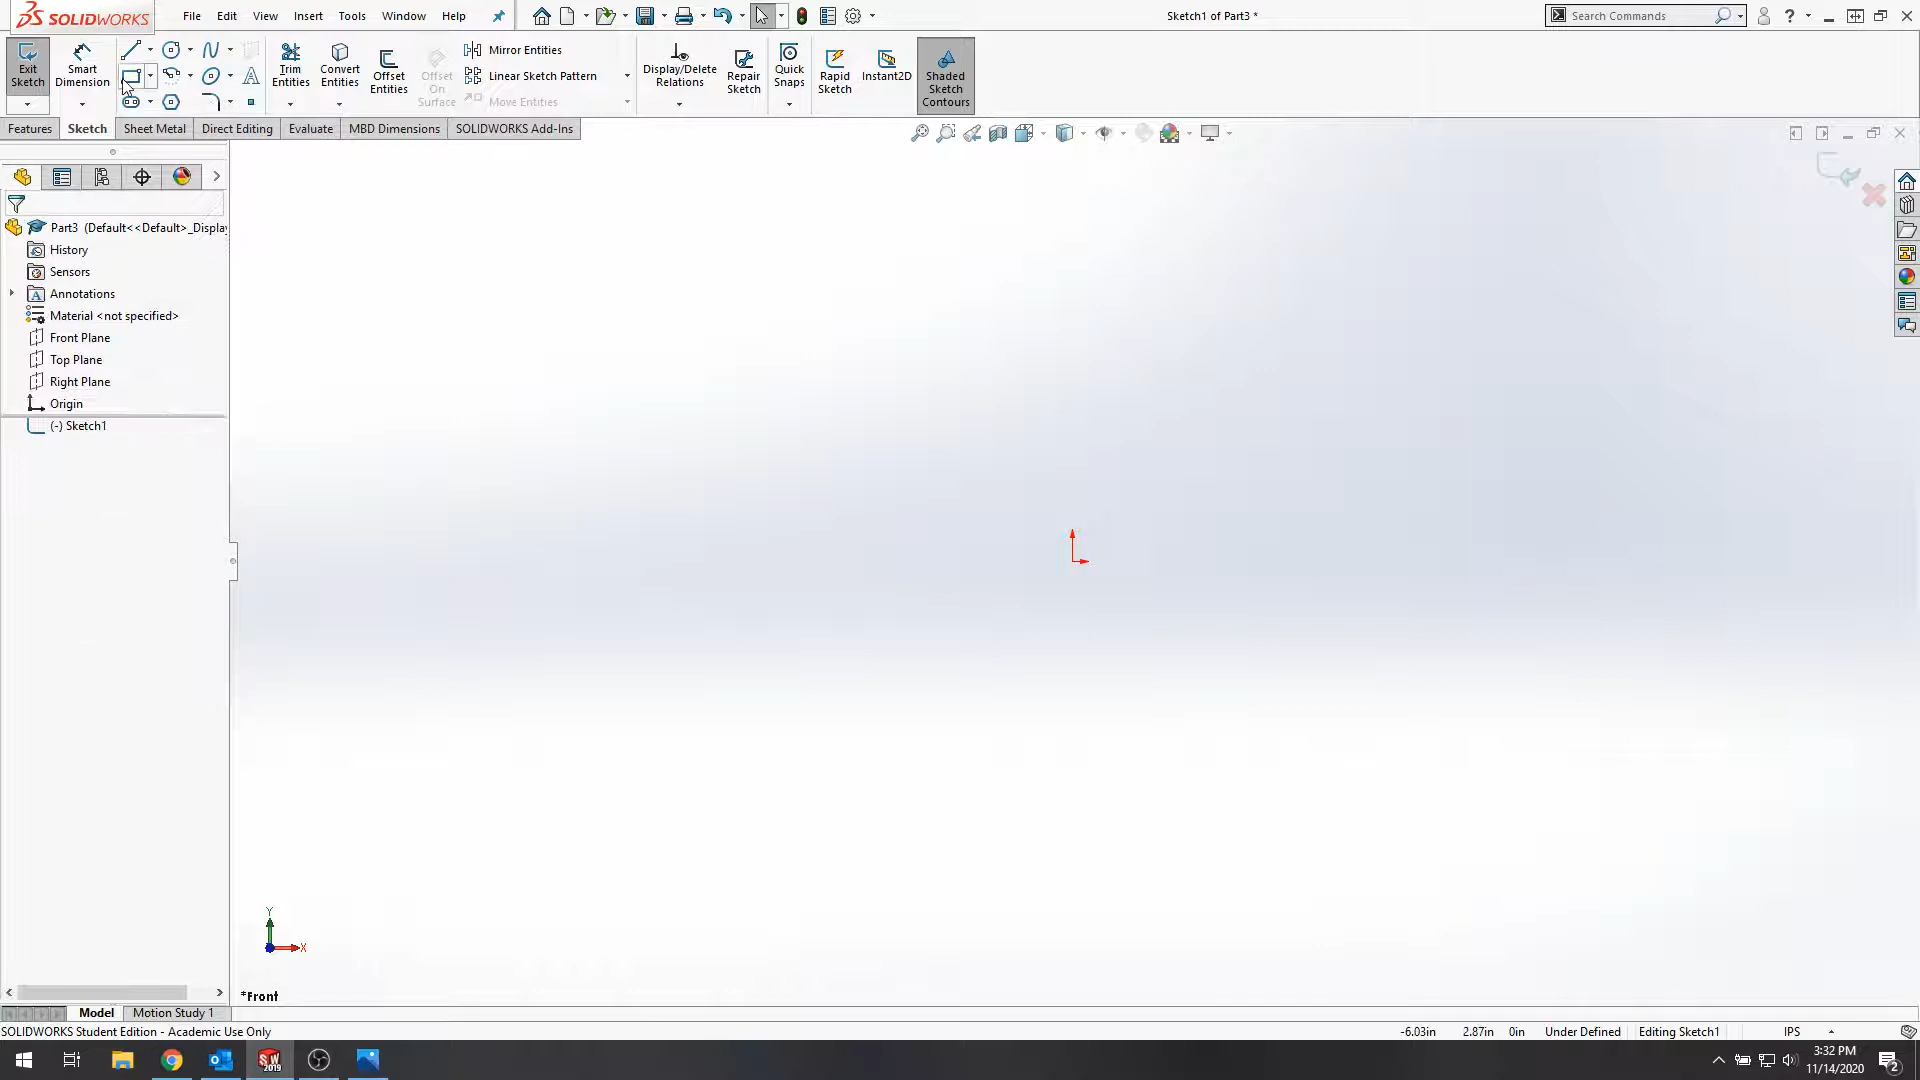 SOLIDWORKS File Edit View Insert Tools Window Help Sketch1 of Part3 * Search Commands
Exit Sketch
Smart Dimension
Trim Entities
Convert Entities
Offset Entities
Offset On Surface
Mirror Entities
Linear Sketch Pattern
Move Entities
Display/Delete Relations
Repair Sketch
Quick Snaps
Rapid Sketch
Instant2D
Shaded Sketch Contours
Features Sketch Sheet Metal Direct Editing Evaluate MBD Dimensions SOLIDWORKS Add-Ins
Part3 (Default<<Default>_Display
History
Sensors
Annotations
Material <not specified>
Front Plane
Top Plane
Right Plane
Origin
(-) Sketch1
Y
X
*Front
Model Motion Study 1
SOLIDWORKS Student Edition - Academic Use Only -6.03in 2.87in 0in Under Defined Editing Sketch1 IPS
SW 2019
3:32 PM
11/14/2020
2